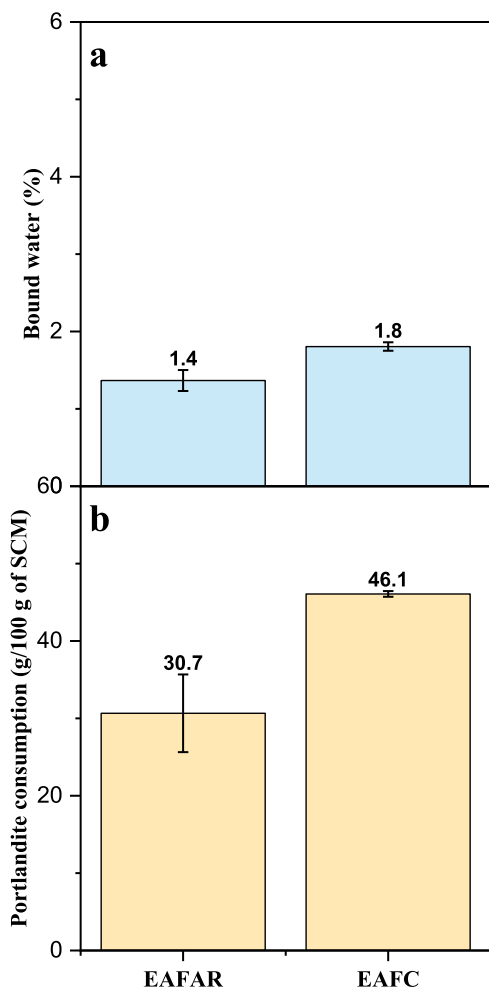 6
a
4
Bound water (%)
2
1.4
1.8
60
b
40
Portlandite consumption (g/100 g of SCM)
30.7
46.1
20
0
EAFAR
EAFC